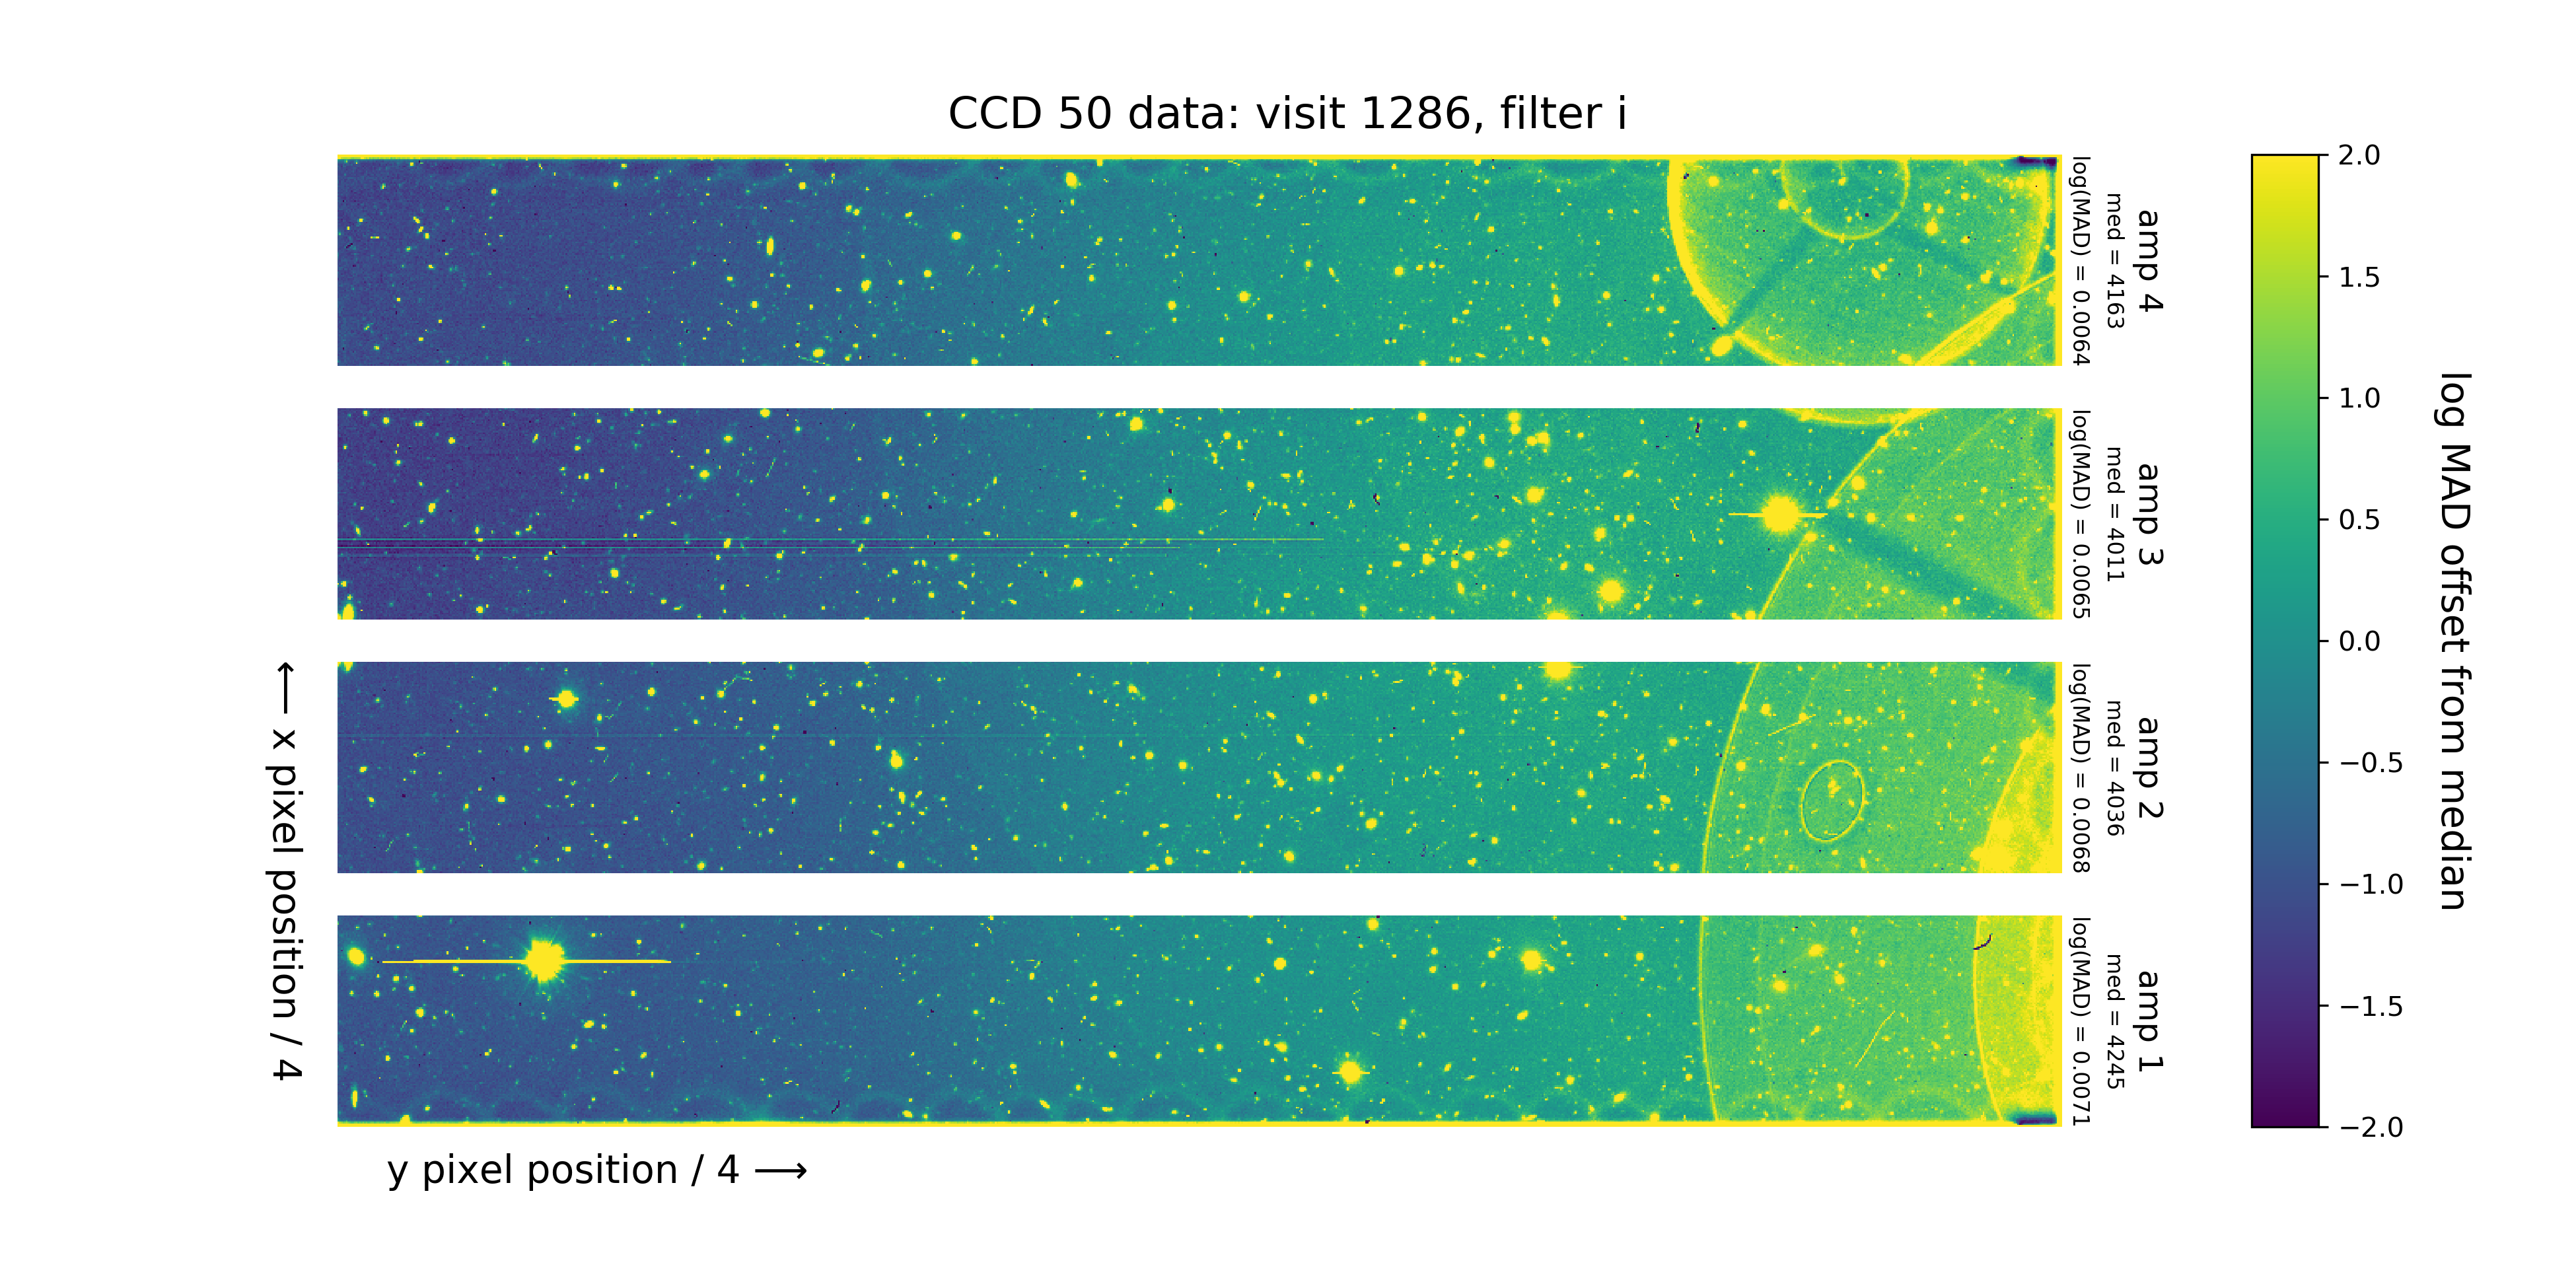 CCD 50 data: visit 1286, filter i
amp 4
med = 4163
log(MAD) = 0.0064
amp 3
med = 4011
log(MAD) = 0.0065
amp 2
med = 4036
log(MAD) = 0.0068
amp 1
med = 4245
log(MAD) = 0.0071
⟵ x pixel position / 4
y pixel position / 4 ⟶
2.0
1.5
1.0
0.5
0.0
−0.5
−1.0
−1.5
−2.0
log MAD offset from median